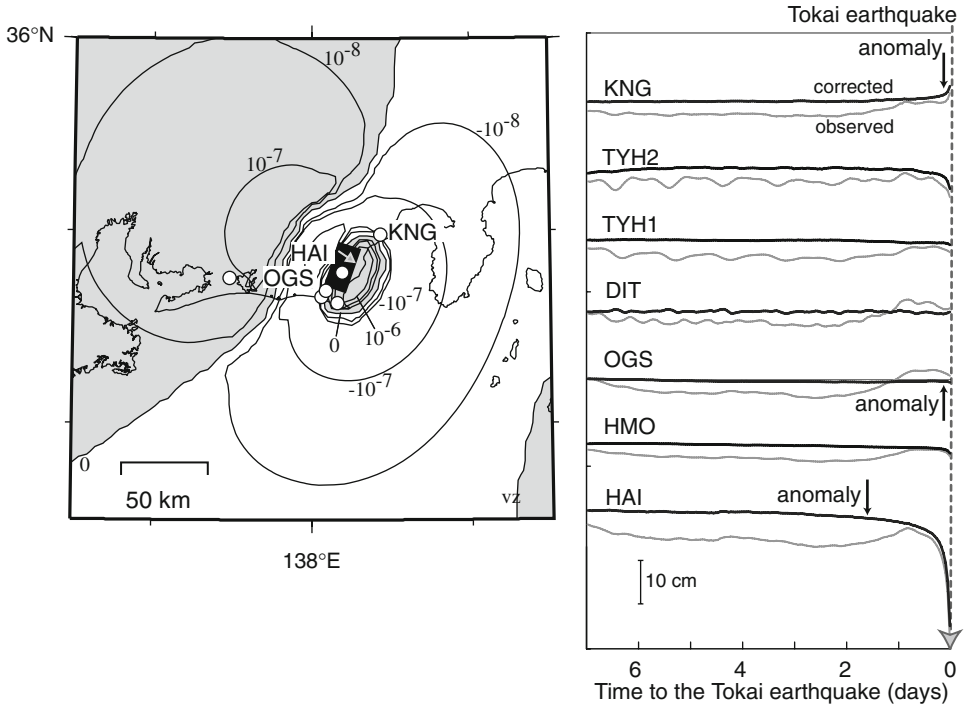 36°N
10-8
-10-8
10-7
KNG
HAI
OGS
-10-7
10-6
0
-10-7
0
50 km
vz
138°E
Tokai earthquake
anomaly
KNG
corrected
observed
TYH2
TYH1
DIT
OGS
anomaly
HMO
HAI
anomaly
10 cm
6 4 2 0
Time to the Tokai earthquake (days)